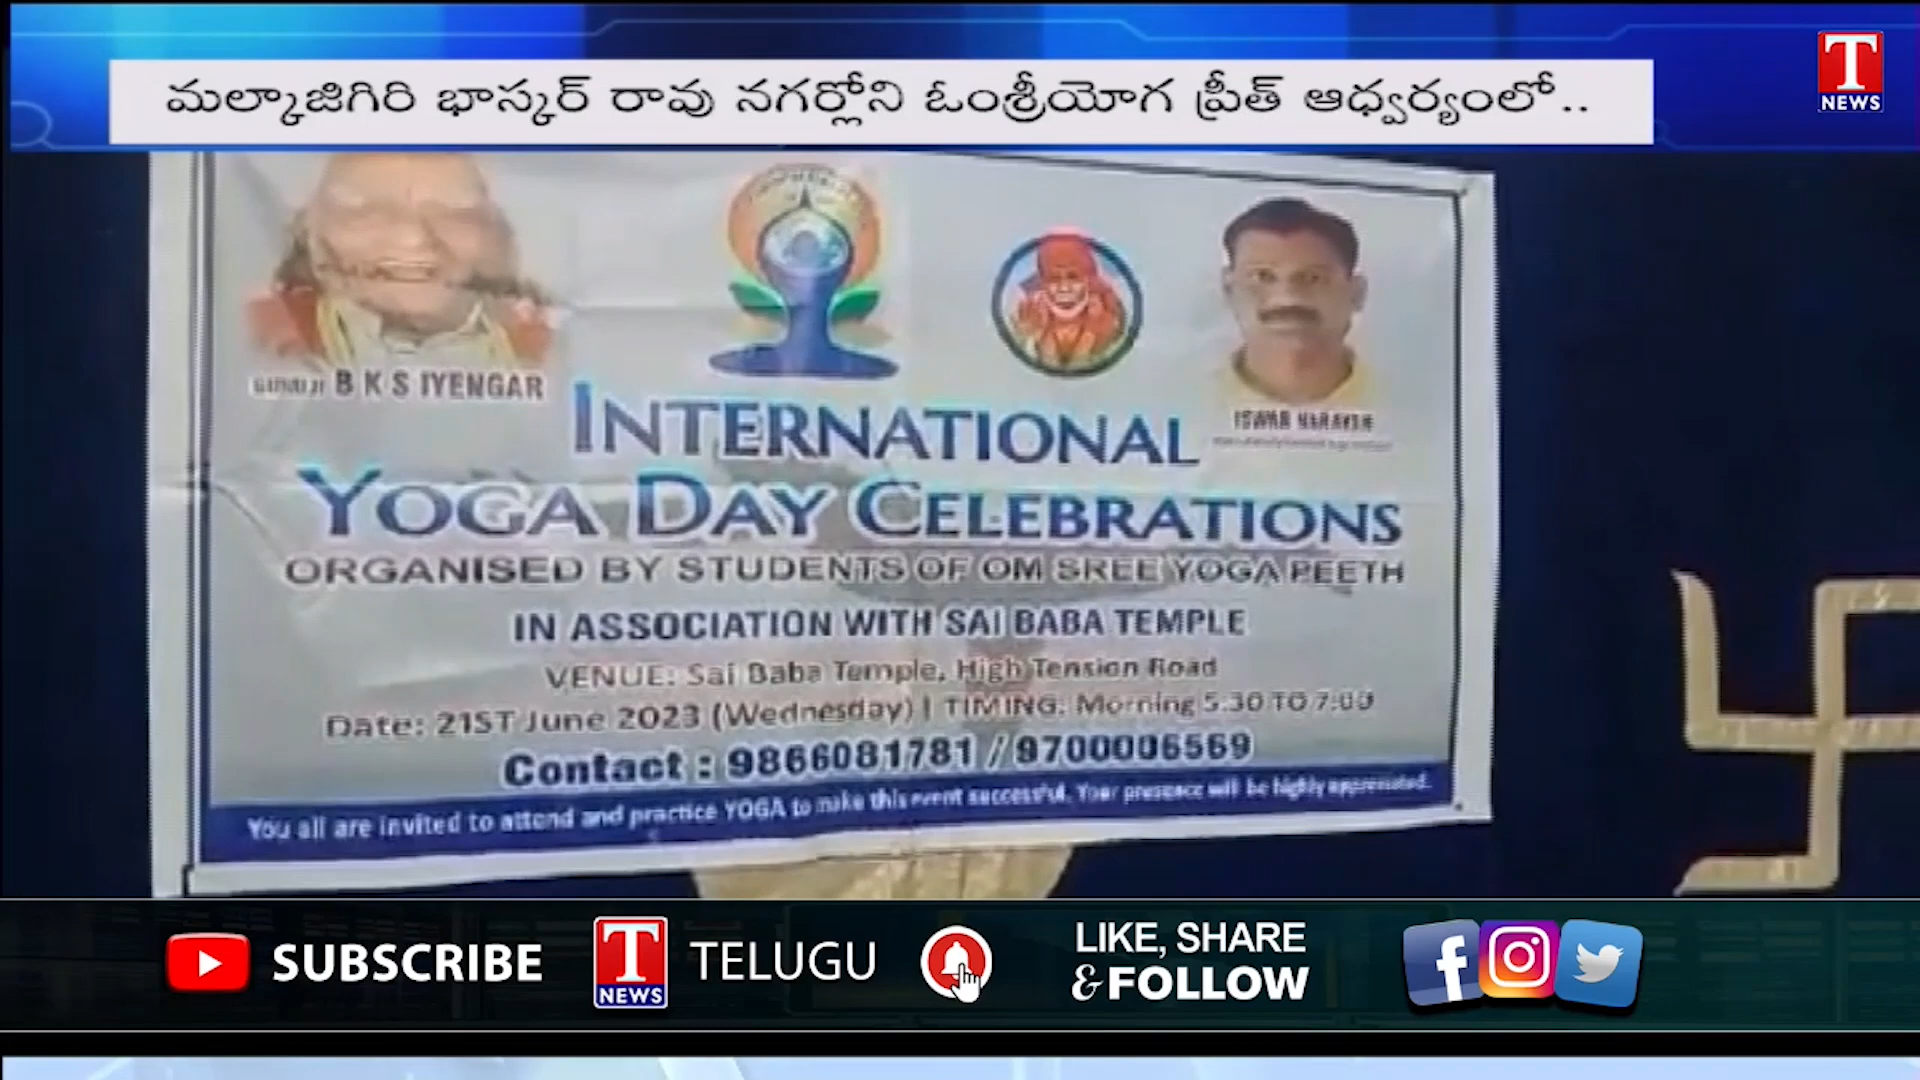 మల్కాజిగిరి భాస్కర్ రావు నగర్లోని ఓంశ్రీయోగ ప్రీత్ ఆధ్వర్యంలో..
T
NEWS
GURUJI B K S IYENGAR
INTERNATIONAL
YOGA DAY CELEBRATIONS
ORGANISED BY STUDENTS OF OM SREE YOGA PEETH
IN ASSOCIATION WITH SAI BABA TEMPLE
VENUE: Sai Baba Temple, High Tension Road
Date: 21ST June 2023 (Wednesday) | TIMING: Morning 5:30 TO 7:00
Contact : 9866081781 / 9700006569
You all are invited to attend and practice YOGA to make this event successful. Your presence will be highly appreciated.
SUBSCRIBE
T
NEWS
TELUGU
LIKE, SHARE
& FOLLOW